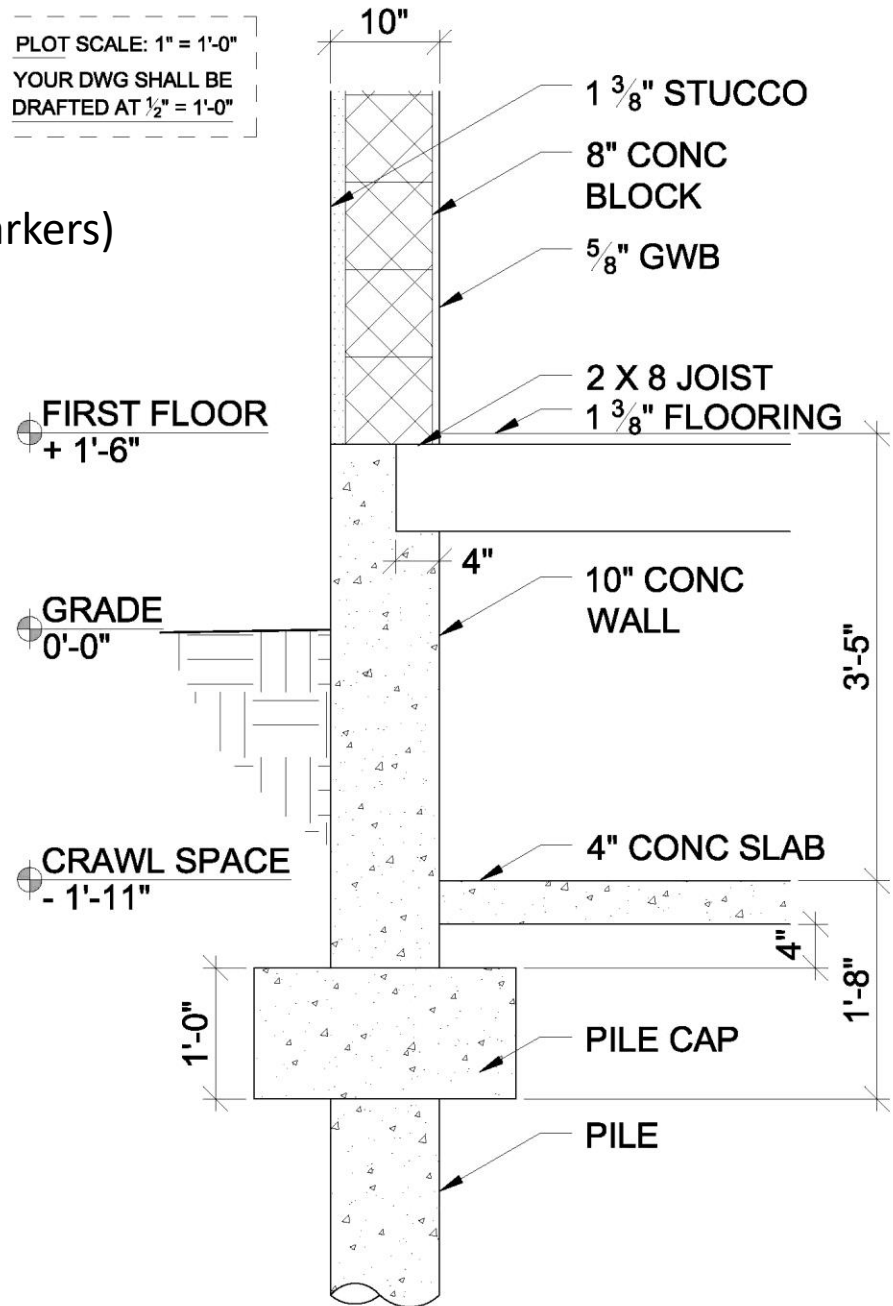 PLOT SCALE: 1" = 1'-0"
YOUR DWG SHALL BE
DRAFTED AT ½" = 1'-0"
arkers)
10"
1 ⅜" STUCCO
8" CONC
BLOCK
⅝" GWB
2 X 8 JOIST
1 ⅜" FLOORING
FIRST FLOOR
+ 1'-6"
4"
10" CONC
WALL
GRADE
0'-0"
3'-5"
4" CONC SLAB
CRAWL SPACE
- 1'-11"
4"
1'-8"
1'-0"
PILE CAP
PILE